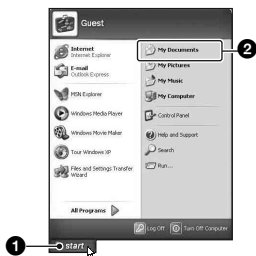 Guest
Internet
Internet Explorer
E-mail
Outlook Express
MSN Explorer
Windows Media Player
Windows Movie Maker
Tour Windows XP
Files and Settings Transfer
Wizard
All Programs
My Documents
My Pictures
My Music
My Computer
Control Panel
Help and Support
Search
Run...
Log Off
Turn Off Computer
start
1
2